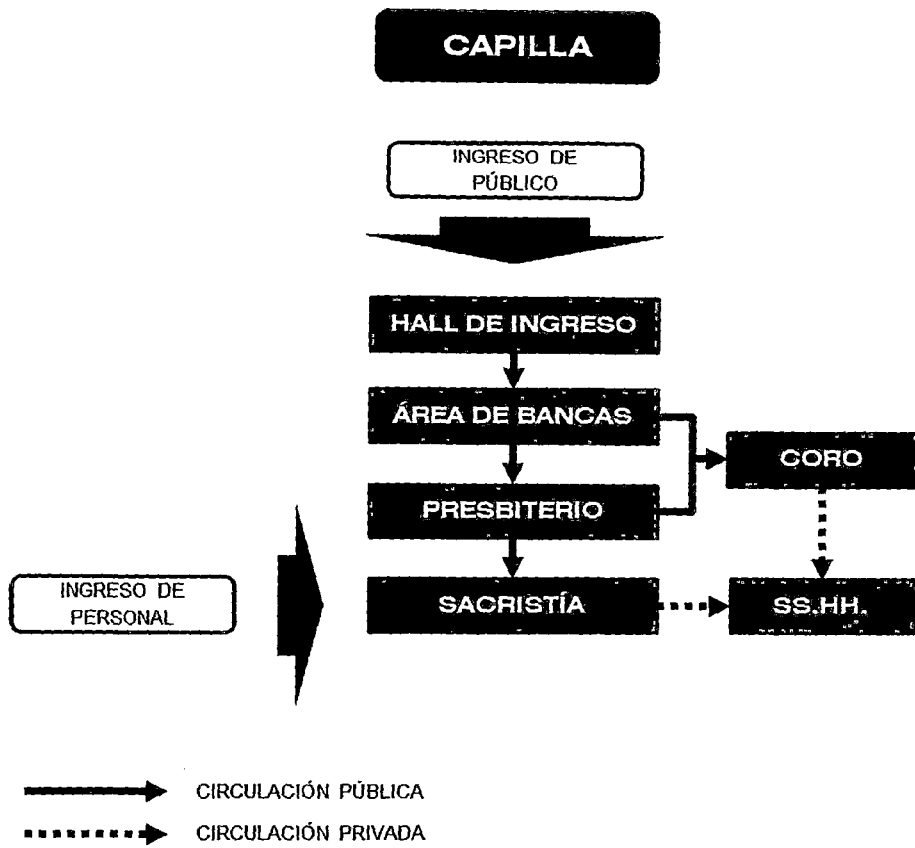 CAPILLA
INGRESO DE
PÚBLICO
HALL DE INGRESO
ÁREA DE BANCAS
CORO
PRESBITERIO
INGRESO DE
PERSONAL
SACRISTÍA
SS.HH.
CIRCULACIÓN PÚBLICA
CIRCULACIÓN PRIVADA